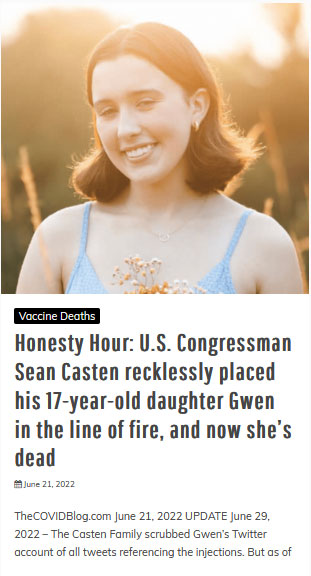 Vaccine Deaths
Honesty Hour: U.S. Congressman
Sean Casten recklessly placed
his 17-year-old daughter Gwen
in the line of fire, and now she's
dead
June 21, 2022
TheCOVIDBlog.com June 21, 2022 UPDATE June 29,
2022 – The Casten Family scrubbed Gwen's Twitter
account of all tweets referencing the injections. But as of